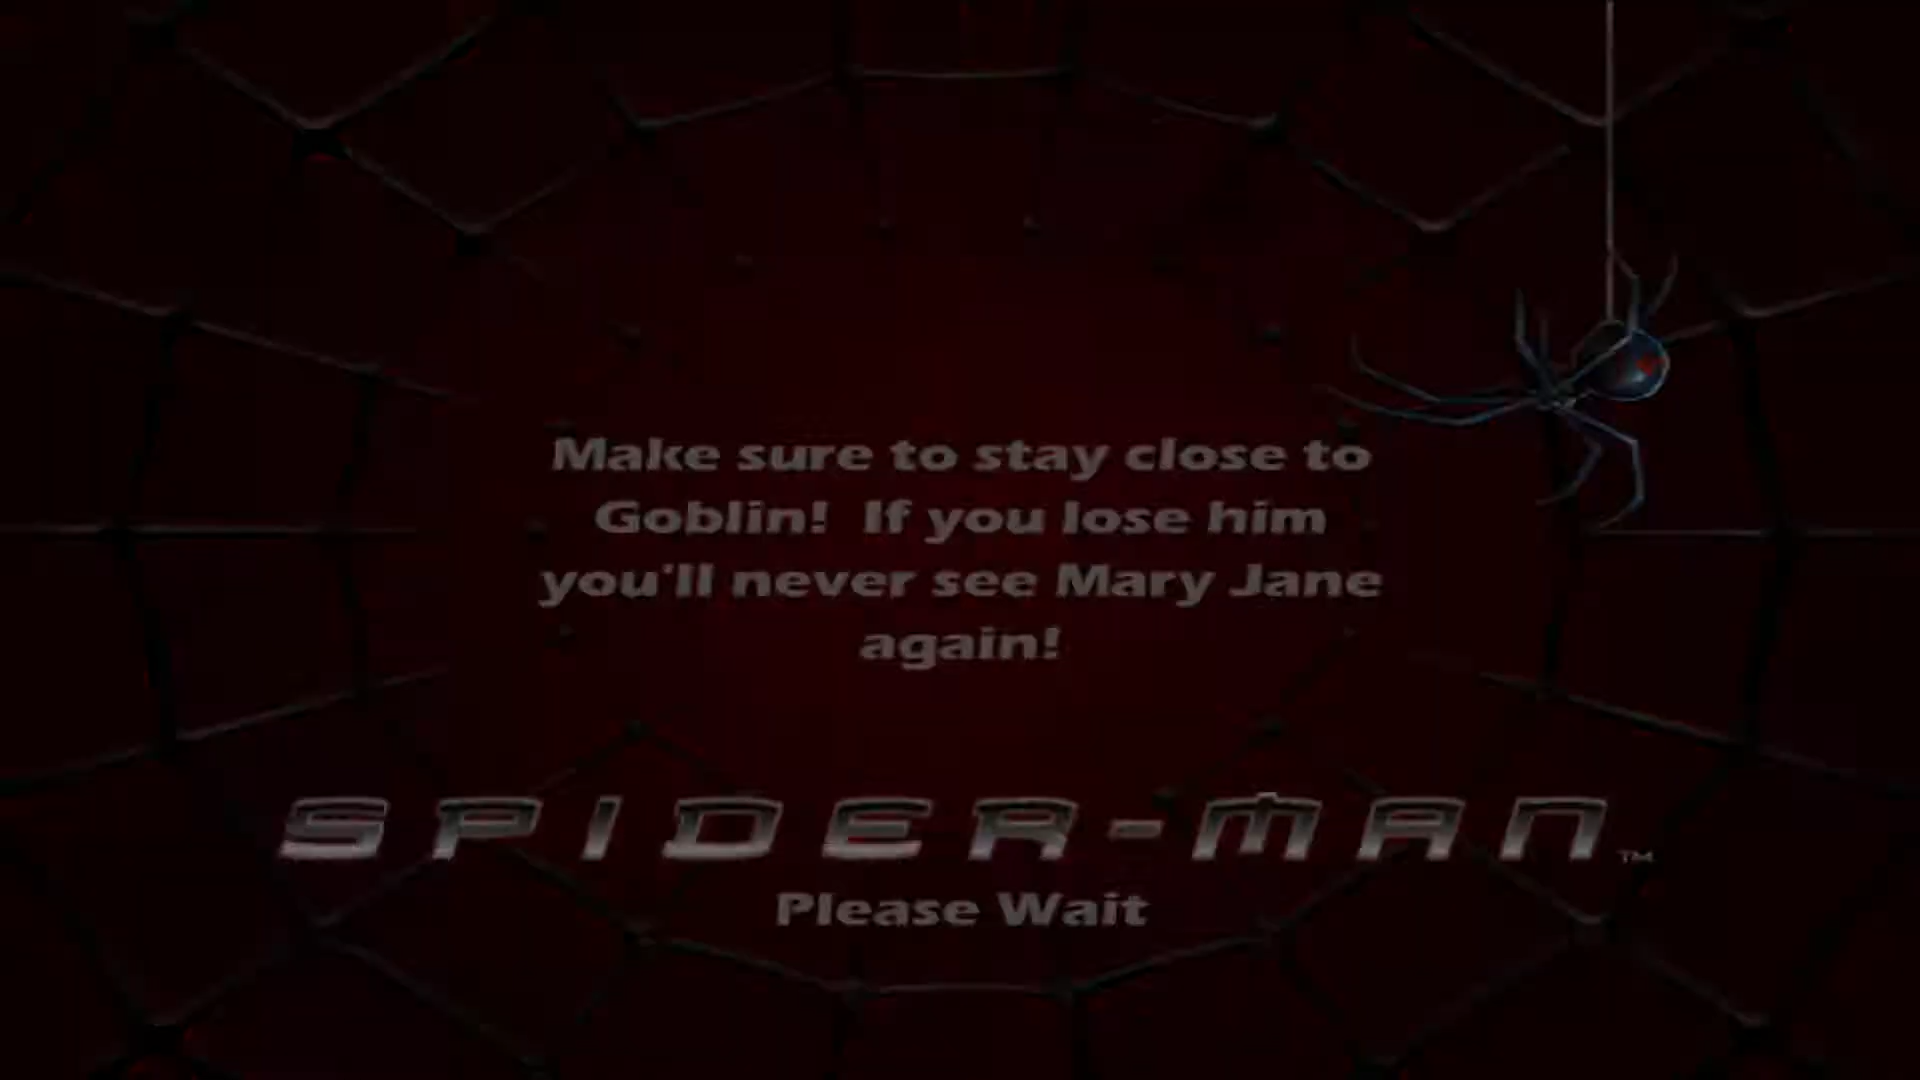 Make sure to stay close to
Goblin!  If you lose him
you'll never see Mary Jane
again!
SPIDER-MAN™
Please Wait